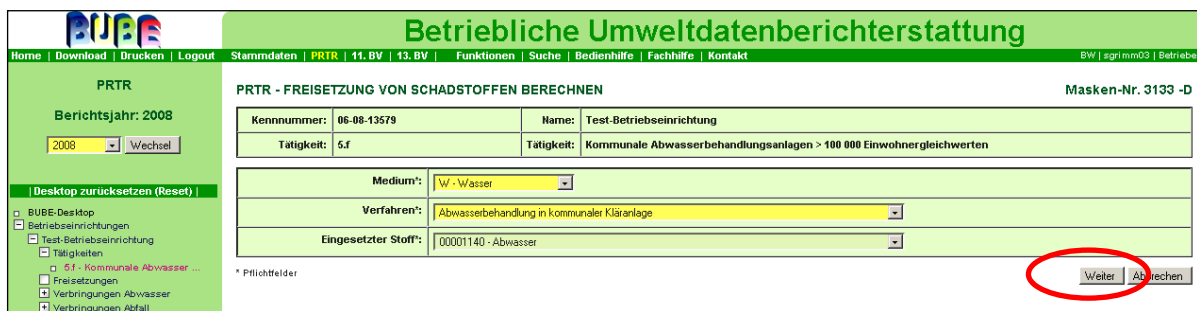 BUBE
Betriebliche Umweltdatenberichterstattung
Home | Download | Drucken | Logout
Stammdaten | PRTR | 11. BV | 13. BV | Funktionen | Suche | Bedienhilfe | Fachhilfe | Kontakt
BW | sgrimm03 | Betriebe
PRTR
Berichtsjahr: 2008
2008 Wechsel
|Desktop zurücksetzen (Reset) |
BUBE-Desktop
Betriebseinrichtungen
Test-Betriebseinrichtung
Tätigkeiten
5.f - Kommunale Abwasser ...
Freisetzungen
Verbringungen Abwasser
Verbringungen Abfall
PRTR - FREISETZUNG VON SCHADSTOFFEN BERECHNEN
Masken-Nr. 3133 -D
Kennnummer: 06-08-13579 Name: Test-Betriebseinrichtung
Tätigkeit: 5.f Tätigkeit: Kommunale Abwasserbehandlungsanlagen > 100 000 Einwohnergleichwerten
Medium*: W - Wasser
Verfahren*: Abwasserbehandlung in kommunaler Kläranlage
Eingesetzter Stoff*: 00001140 - Abwasser
* Pflichtfelder
Weiter Abbrechen